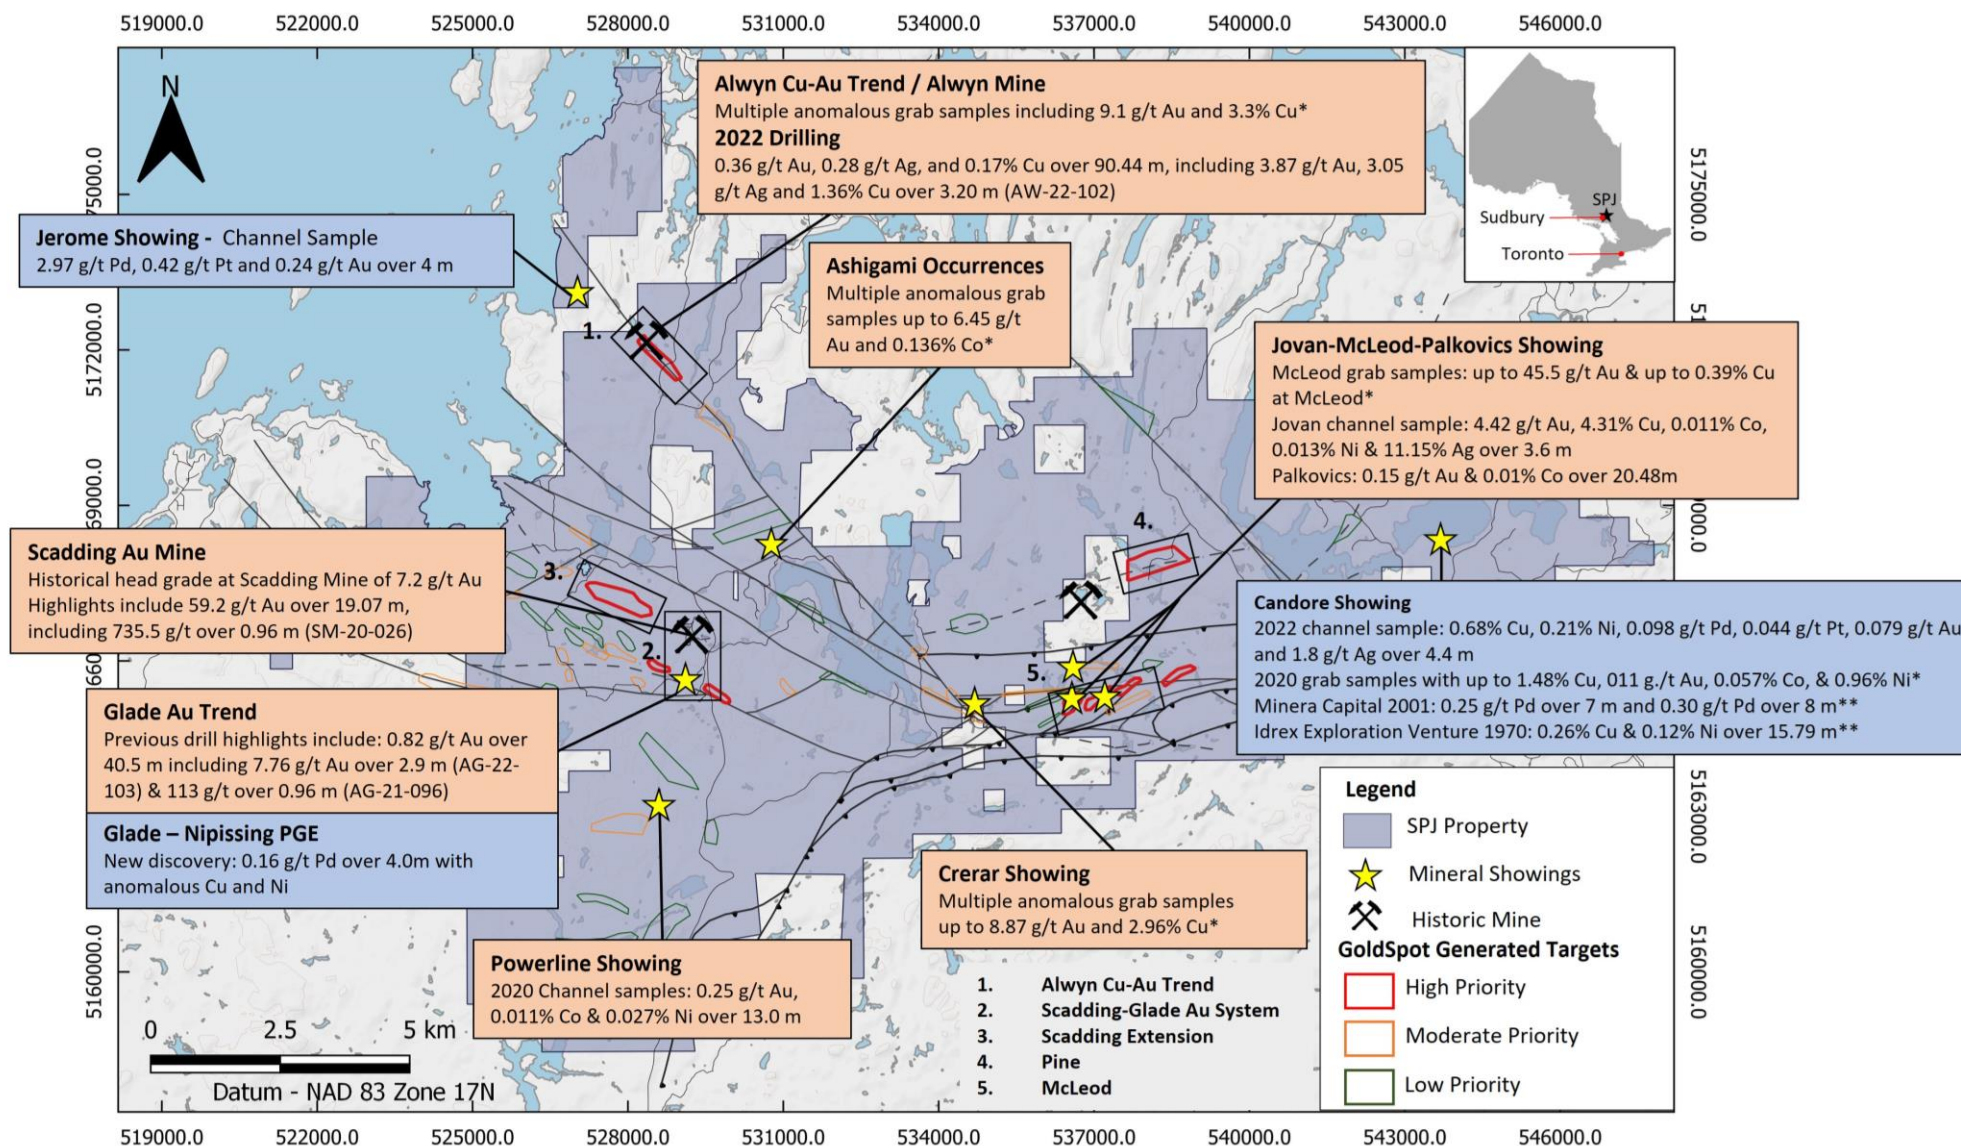 519000.0 522000.0 525000.0 528000.0 531000.0 534000.0 537000.0 540000.0 543000.0 546000.0
N
Alwyn Cu-Au Trend / Alwyn Mine
Multiple anomalous grab samples including 9.1 g/t Au and 3.3% Cu*
2022 Drilling
0.36 g/t Au, 0.28 g/t Ag, and 0.17% Cu over 90.44 m, including 3.87 g/t Au, 3.05
g/t Ag and 1.36% Cu over 3.20 m (AW-22-102)
SPJ
Sudbury
Toronto
5175000.0
Jerome Showing - Channel Sample
2.97 g/t Pd, 0.42 g/t Pt and 0.24 g/t Au over 4 m
Ashigami Occurrences
Multiple anomalous grab
samples up to 6.45 g/t
Au and 0.136% Co*
1.
5172000.0
Jovan-McLeod-Palkovics Showing
McLeod grab samples: up to 45.5 g/t Au & up to 0.39% Cu
at McLeod*
Jovan channel sample: 4.42 g/t Au, 4.31% Cu, 0.011% Co,
0.013% Ni & 11.15% Ag over 3.6 m
Palkovics: 0.15 g/t Au & 0.01% Co over 20.48m
4.
Scadding Au Mine
Historical head grade at Scadding Mine of 7.2 g/t Au
Highlights include 59.2 g/t Au over 19.07 m,
including 735.5 g/t over 0.96 m (SM-20-026)
3.
2.
5.
Candore Showing
2022 channel sample: 0.68% Cu, 0.21% Ni, 0.098 g/t Pd, 0.044 g/t Pt, 0.079 g/t Au
and 1.8 g/t Ag over 4.4 m
2020 grab samples with up to 1.48% Cu, 011 g./t Au, 0.057% Co, & 0.96% Ni*
Minera Capital 2001: 0.25 g/t Pd over 7 m and 0.30 g/t Pd over 8 m**
Idrex Exploration Venture 1970: 0.26% Cu & 0.12% Ni over 15.79 m**
Glade Au Trend
Previous drill highlights include: 0.82 g/t Au over
40.5 m including 7.76 g/t Au over 2.9 m (AG-22-
103) & 113 g/t over 0.96 m (AG-21-096)
Glade – Nipissing PGE
New discovery: 0.16 g/t Pd over 4.0m with
anomalous Cu and Ni
5163000.0
Crerar Showing
Multiple anomalous grab samples
up to 8.87 g/t Au and 2.96% Cu*
Powerline Showing
2020 Channel samples: 0.25 g/t Au,
0.011% Co & 0.027% Ni over 13.0 m
5160000.0
5160000.0
0 2.5 5 km
Datum - NAD 83 Zone 17N
1. Alwyn Cu-Au Trend
2. Scadding-Glade Au System
3. Scadding Extension
4. Pine
5. McLeod
Legend
SPJ Property
Mineral Showings
Historic Mine
GoldSpot Generated Targets
High Priority
Moderate Priority
Low Priority
519000.0 522000.0 525000.0 528000.0 531000.0 534000.0 537000.0 540000.0 543000.0 546000.0